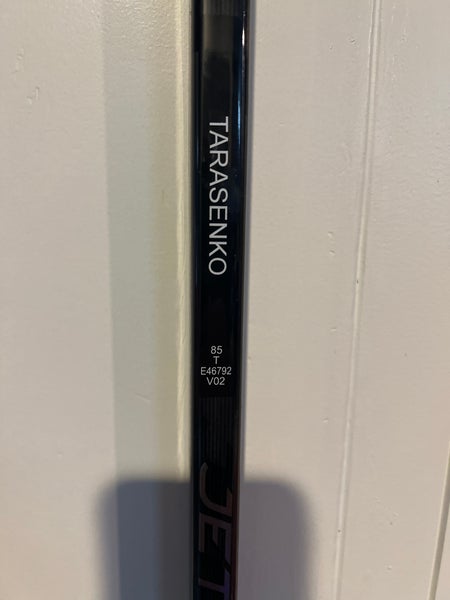 TARASENKO
85
T
E46792
V02
JET